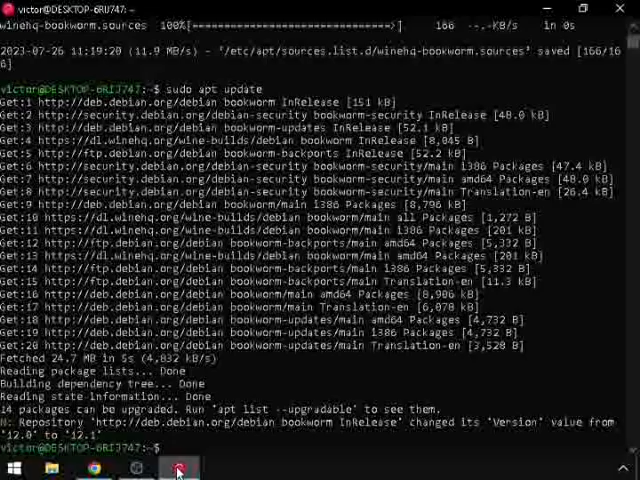 victor@DESKTOP-6RIJ747: ~
winehq-bookworm.sources 100%[===================================>] 166 --.-KB/s in 0s
2023-07-26 11:19:20 (11.9 MB/s) - '/etc/apt/sources.list.d/winehq-bookworm.sources' saved [166/16
6]
victor@DESKTOP-6RIJ747:~$ sudo apt update
Get:1 http://deb.debian.org/debian bookworm InRelease [151 kB]
Get:2 http://security.debian.org/debian-security bookworm-security InRelease [48.0 kB]
Get:3 http://deb.debian.org/debian bookworm-updates InRelease [52.1 kB]
Get:4 https://dl.winehq.org/wine-builds/debian bookworm InRelease [8,045 B]
Get:5 http://ftp.debian.org/debian bookworm-backports InRelease [52.2 kB]
Get:6 http://security.debian.org/debian-security bookworm-security/main i386 Packages [47.4 kB]
Get:7 http://security.debian.org/debian-security bookworm-security/main amd64 Packages [48.0 kB]
Get:8 http://security.debian.org/debian-security bookworm-security/main Translation-en [26.4 kB]
Get:9 http://deb.debian.org/debian bookworm/main i386 Packages [8,796 kB]
Get:10 https://dl.winehq.org/wine-builds/debian bookworm/main all Packages [1,272 B]
Get:11 https://dl.winehq.org/wine-builds/debian bookworm/main i386 Packages [201 kB]
Get:12 http://ftp.debian.org/debian bookworm-backports/main amd64 Packages [5,332 B]
Get:13 https://dl.winehq.org/wine-builds/debian bookworm/main amd64 Packages [201 kB]
Get:14 http://ftp.debian.org/debian bookworm-backports/main i386 Packages [5,332 B]
Get:15 http://ftp.debian.org/debian bookworm-backports/main Translation-en [11.3 kB]
Get:16 http://deb.debian.org/debian bookworm/main amd64 Packages [8,906 kB]
Get:17 http://deb.debian.org/debian bookworm/main Translation-en [6,078 kB]
Get:18 http://deb.debian.org/debian bookworm-updates/main amd64 Packages [4,732 B]
Get:19 http://deb.debian.org/debian bookworm-updates/main i386 Packages [4,732 B]
Get:20 http://deb.debian.org/debian bookworm-updates/main Translation-en [3,528 B]
Fetched 24.7 MB in 5s (4,832 kB/s)
Reading package lists... Done
Building dependency tree... Done
Reading state information... Done
14 packages can be upgraded. Run 'apt list --upgradable' to see them.
N: Repository 'http://deb.debian.org/debian bookworm InRelease' changed its 'Version' value from
'12.0' to '12.1'
victor@DESKTOP-6RIJ747:~$